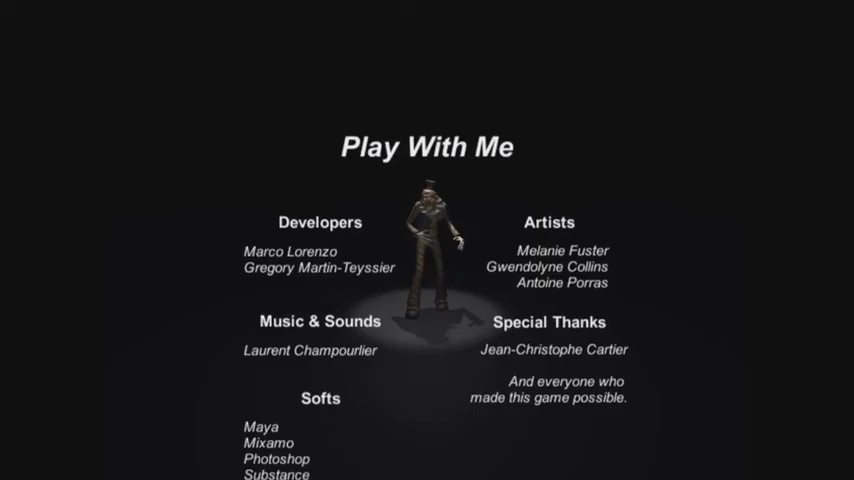 Play With Me
Developers
Marco Lorenzo
Gregory Martin-Teyssier
Artists
Melanie Fuster
Gwendolyne Collins
Antoine Porras
Music & Sounds
Laurent Champourlier
Special Thanks
Jean-Christophe Cartier
And everyone who
made this game possible.
Softs
Maya
Mixamo
Photoshop
Substance